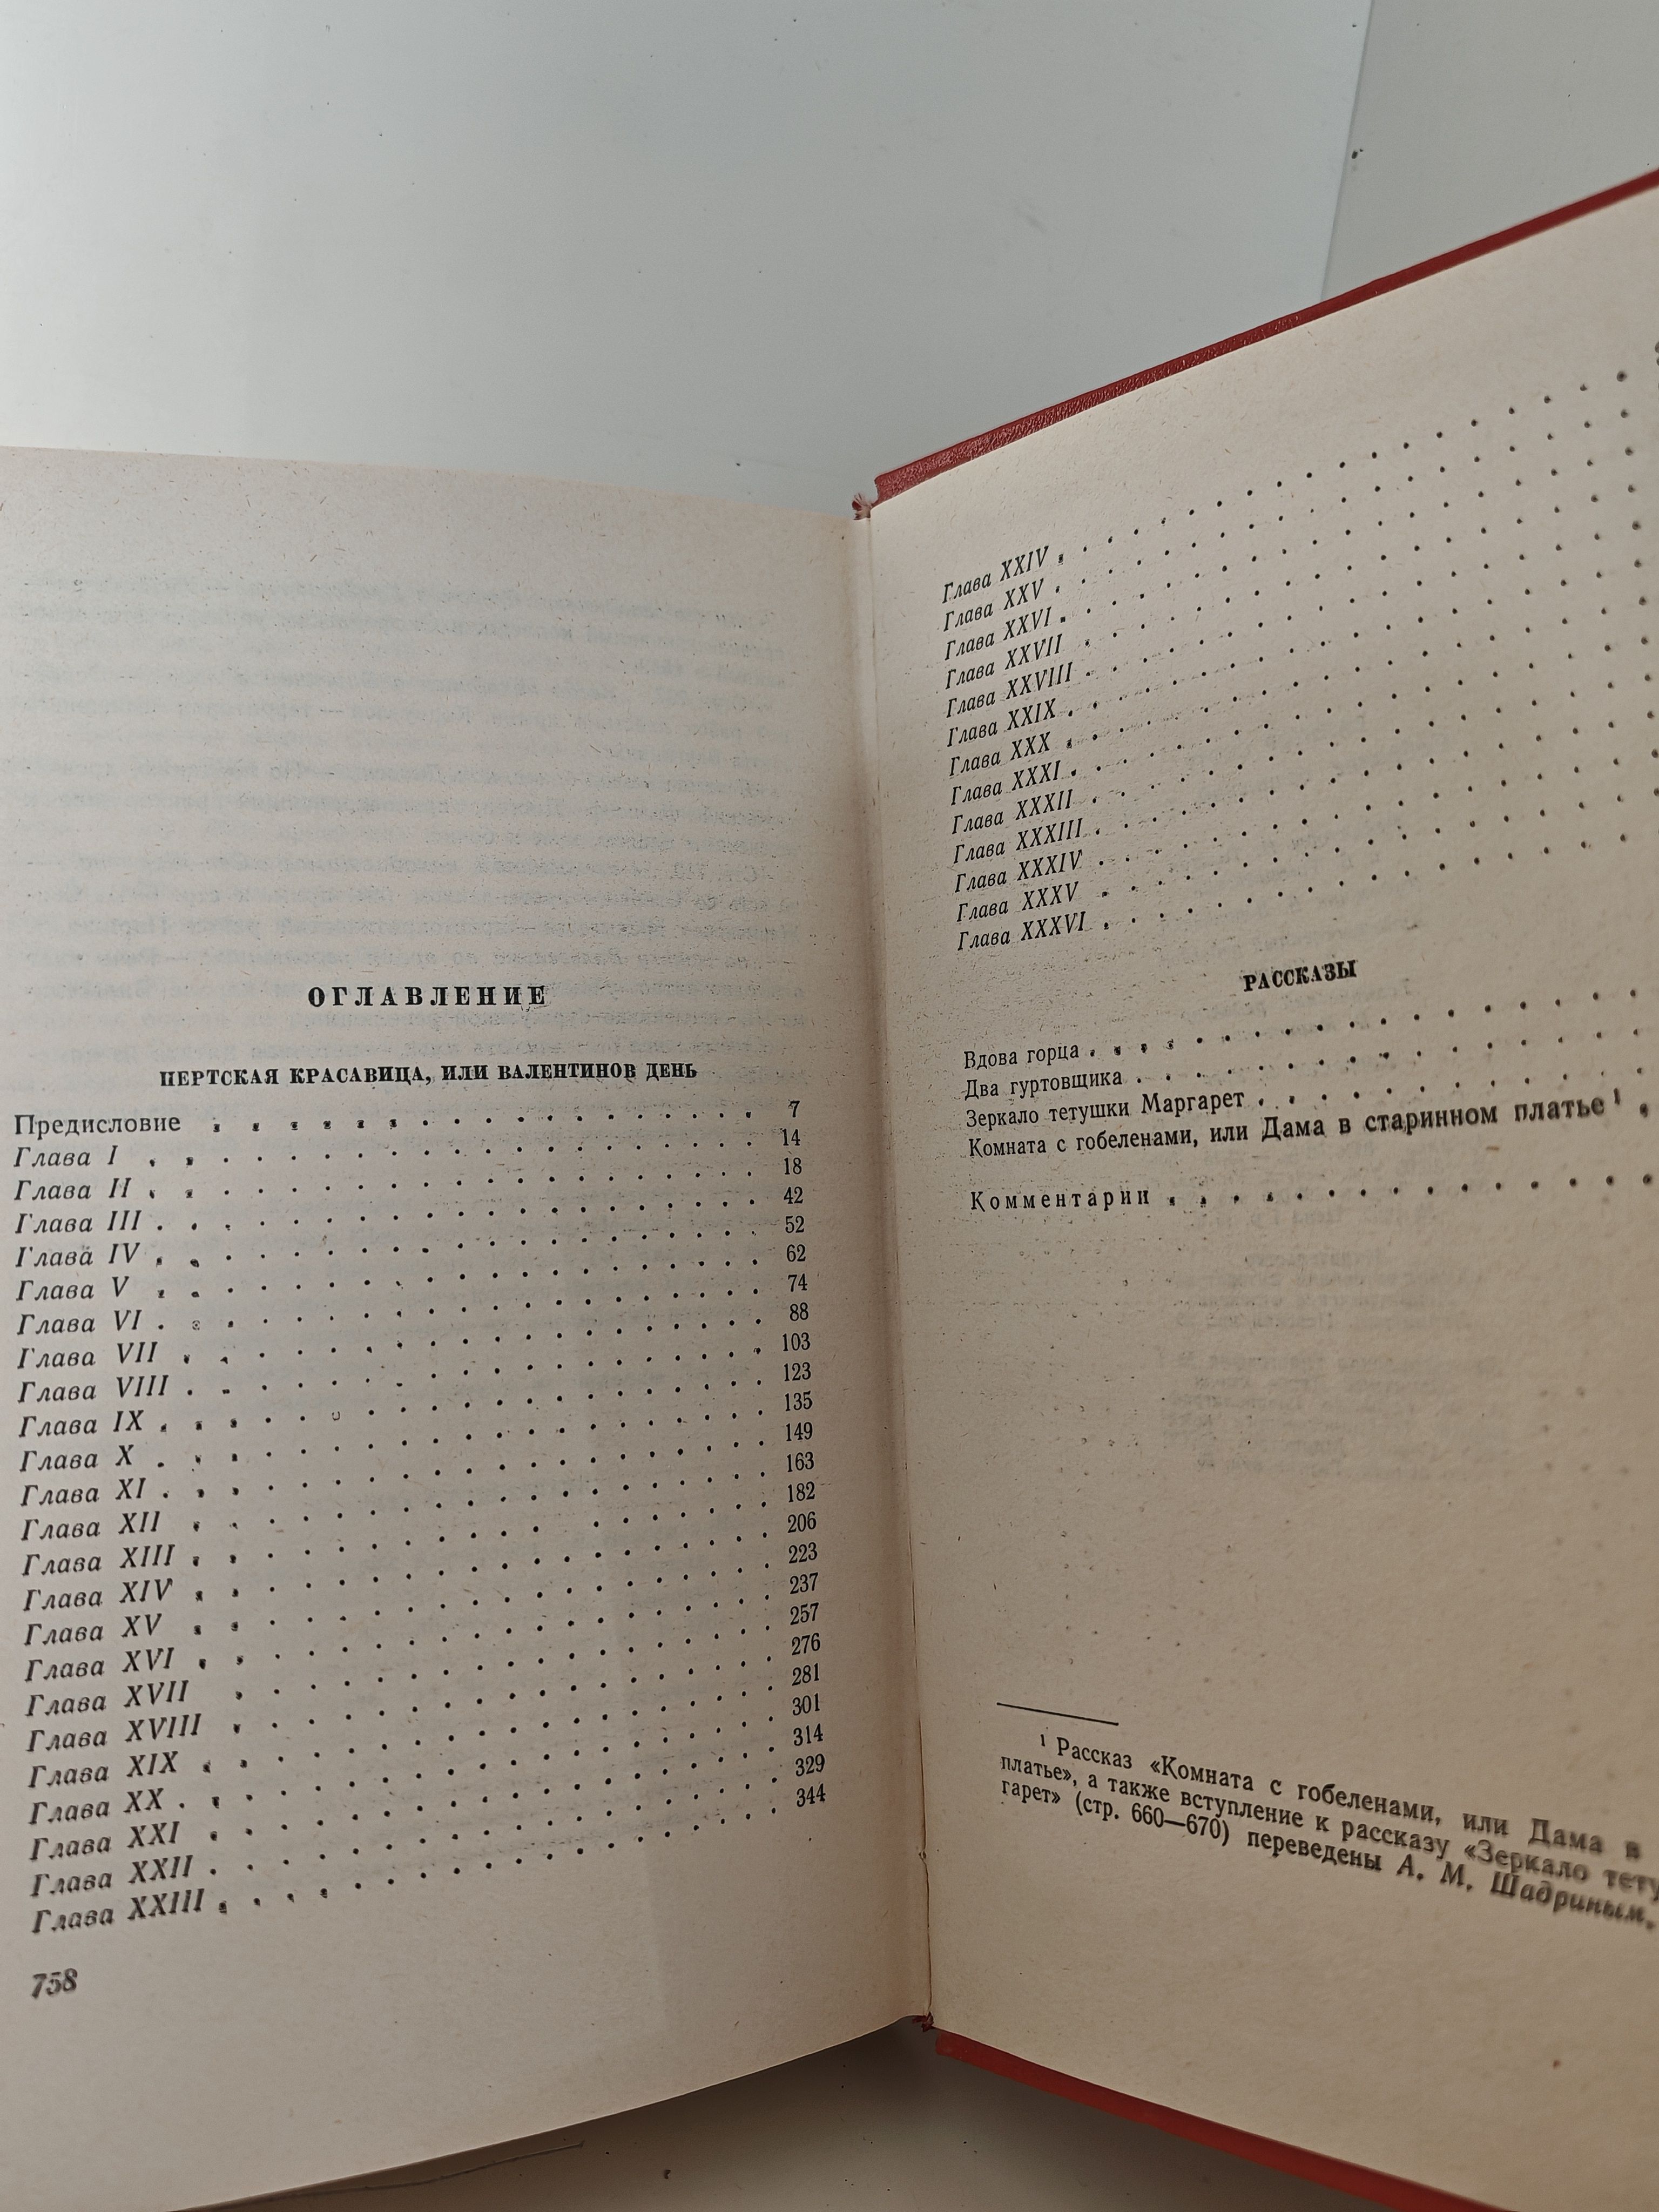 ОГЛАВЛЕНИЕ
ПЕРТСКАЯ КРАСАВИЦА, ИЛИ ВАЛЕНТИНОВ ДЕНЬ
Предисловие . . . . . . . . . . . . . . . 7
Глава I . . . . . . . . . . . . . . . 14
Глава II . . . . . . . . . . . . . . . 18
Глава III . . . . . . . . . . . . . . . 42
Глава IV . . . . . . . . . . . . . . . 52
Глава V . . . . . . . . . . . . . . . 62
Глава VI . . . . . . . . . . . . . . . 74
Глава VII . . . . . . . . . . . . . . . 88
Глава VIII . . . . . . . . . . . . . . . 103
Глава IX . . . . . . . . . . . . . . . 123
Глава X . . . . . . . . . . . . . . . 135
Глава XI . . . . . . . . . . . . . . . 149
Глава XII . . . . . . . . . . . . . . . 163
Глава XIII . . . . . . . . . . . . . . . 182
Глава XIV . . . . . . . . . . . . . . . 206
Глава XV . . . . . . . . . . . . . . . 223
Глава XVI . . . . . . . . . . . . . . . 237
Глава XVII . . . . . . . . . . . . . . . 257
Глава XVIII . . . . . . . . . . . . . . . 276
Глава XIX . . . . . . . . . . . . . . . 281
Глава XX . . . . . . . . . . . . . . . 301
Глава XXI . . . . . . . . . . . . . . . 314
Глава XXII . . . . . . . . . . . . . . . 329
Глава XXIII . . . . . . . . . . . . . . . 344
758
Глава XXIV . . . . . . . . . . . . . . .
Глава XXV . . . . . . . . . . . . . . .
Глава XXVI . . . . . . . . . . . . . . .
Глава XXVII . . . . . . . . . . . . . . .
Глава XXVIII . . . . . . . . . . . . . . .
Глава XXIX . . . . . . . . . . . . . . .
Глава XXX . . . . . . . . . . . . . . .
Глава XXXI . . . . . . . . . . . . . . .
Глава XXXII . . . . . . . . . . . . . . .
Глава XXXIII . . . . . . . . . . . . . . .
Глава XXXIV . . . . . . . . . . . . . . .
Глава XXXV . . . . . . . . . . . . . . .
Глава XXXVI . . . . . . . . . . . . . . .
РАССКАЗЫ
Вдова горца . . . . . . . . . . . . . . .
Два гуртовщика . . . . . . . . . . . . . . .
Зеркало тетушки Маргарет . . . . . . . . . .
Комната с гобеленами, или Дама в старинном платье ¹ .
Комментарии . . . . . . . . . . . . . . .
¹ Рассказ «Комната с гобеленами, или Дама в
платье», а также вступление к рассказу «Зеркало тету
гарет» (стр. 660—670) переведены А. М. Шадриным.